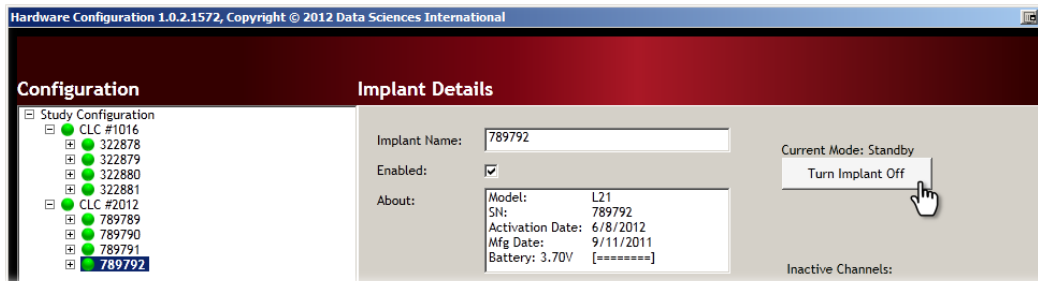 Hardware Configuration 1.0.2.1572, Copyright © 2012 Data Sciences International
Configuration
Study Configuration
CLC #1016
322878
322879
322880
322881
CLC #2012
789789
789790
789791
789792
Implant Details
Implant Name: 789792
Enabled:
About:
Model: L21
SN: 789792
Activation Date: 6/8/2012
Mfg Date: 9/11/2011
Battery: 3.70V [========]
Current Mode: Standby
Turn Implant Off
Inactive Channels: